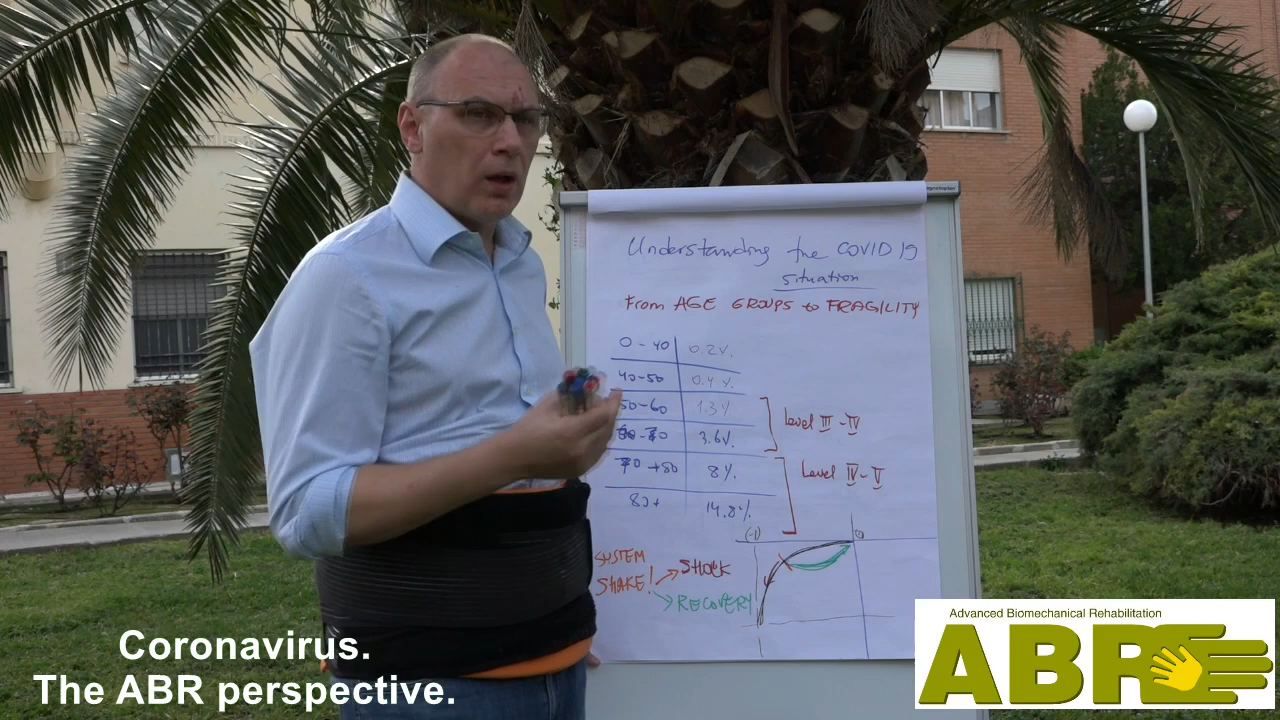 Understanding the COVID 19
situation
From AGE GROUPS to FRAGILITY
0-40 0.2%
40-50 0.4%
50-60 1.3%
3.6%
70 +80 8%
80+ 14.8%
Level III - IV
Level IV - V
SYSTEM
SHAKE!
SHOCK
RECOVERY
(-1) 0
Coronavirus.
The ABR perspective.
Advanced Biomechanical Rehabilitation
ABR